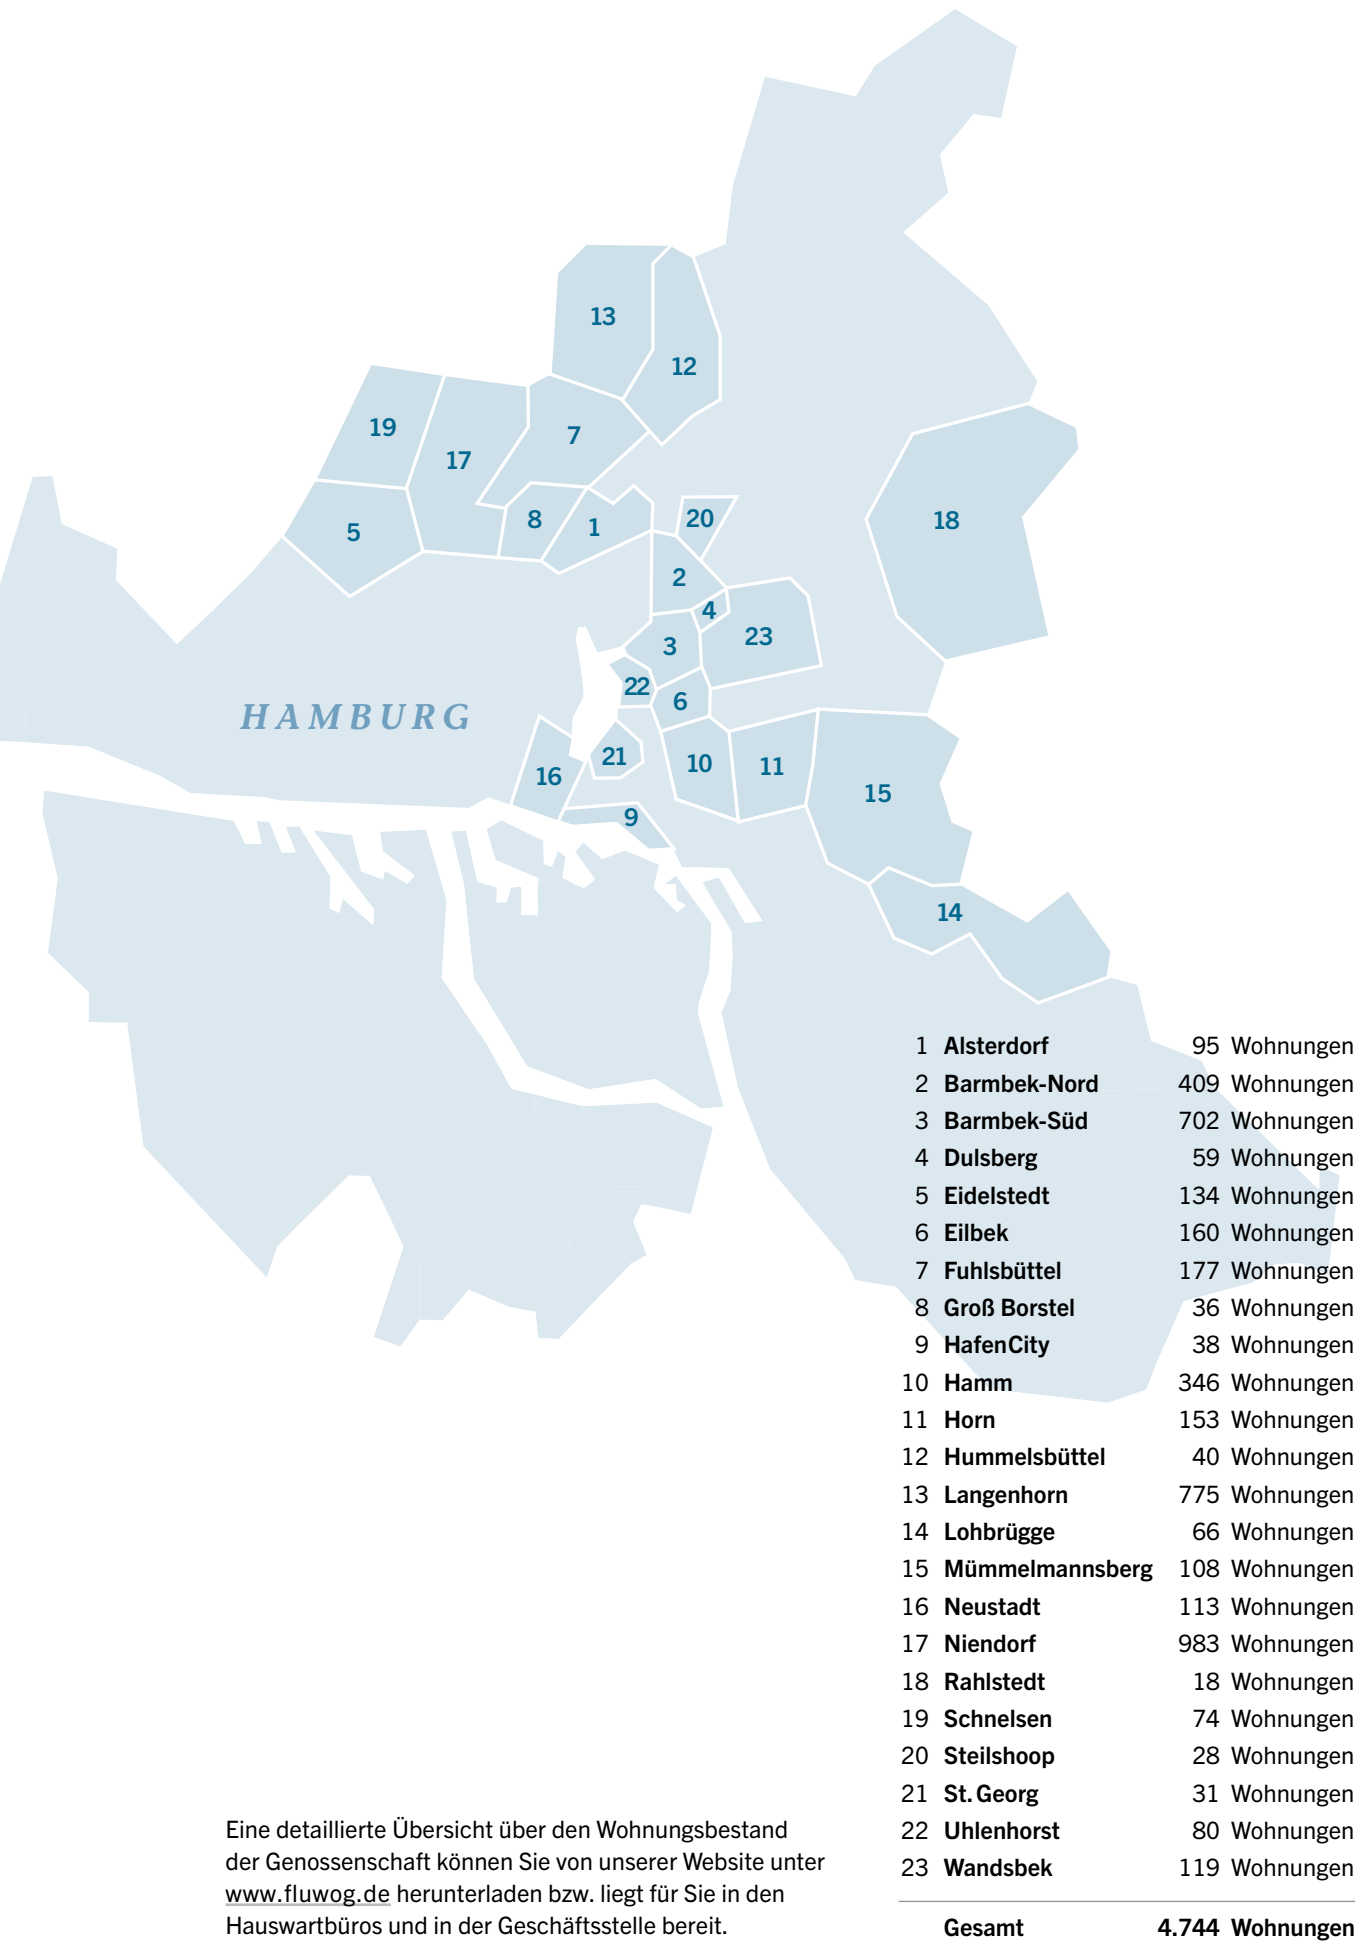 13
12
19
7
17
18
20
8
1
5
2
4
23
3
22
6
HAMBURG
21
10
11
16
15
9
14
1 Alsterdorf 95 Wohnungen
2 Barmbek-Nord 409 Wohnungen
3 Barmbek-Süd 702 Wohnungen
4 Dulsberg 59 Wohnungen
5 Eidelstedt 134 Wohnungen
6 Eilbek 160 Wohnungen
7 Fuhlsbüttel 177 Wohnungen
8 Groß Borstel 36 Wohnungen
9 HafenCity 38 Wohnungen
10 Hamm 346 Wohnungen
11 Horn 153 Wohnungen
12 Hummelsbüttel 40 Wohnungen
13 Langenhorn 775 Wohnungen
14 Lohbrügge 66 Wohnungen
15 Mümmelmannsberg 108 Wohnungen
16 Neustadt 113 Wohnungen
17 Niendorf 983 Wohnungen
18 Rahlstedt 18 Wohnungen
19 Schnelsen 74 Wohnungen
20 Steilshoop 28 Wohnungen
21 St. Georg 31 Wohnungen
22 Uhlenhorst 80 Wohnungen
23 Wandsbek 119 Wohnungen
Gesamt 4.744 Wohnungen
Eine detaillierte Übersicht über den Wohnungsbestand
der Genossenschaft können Sie von unserer Website unter
www.fluwog.de herunterladen bzw. liegt für Sie in den
Hauswartbüros und in der Geschäftsstelle bereit.